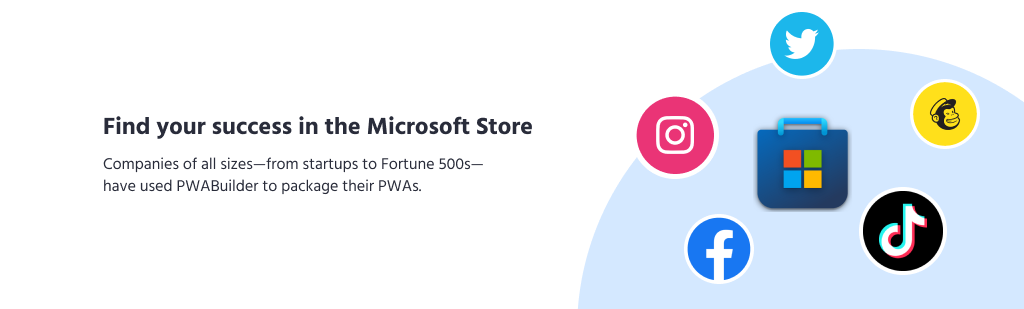 Find your success in the Microsoft Store
Companies of all sizes—from startups to Fortune 500s—
have used PWABuilder to package their PWAs.